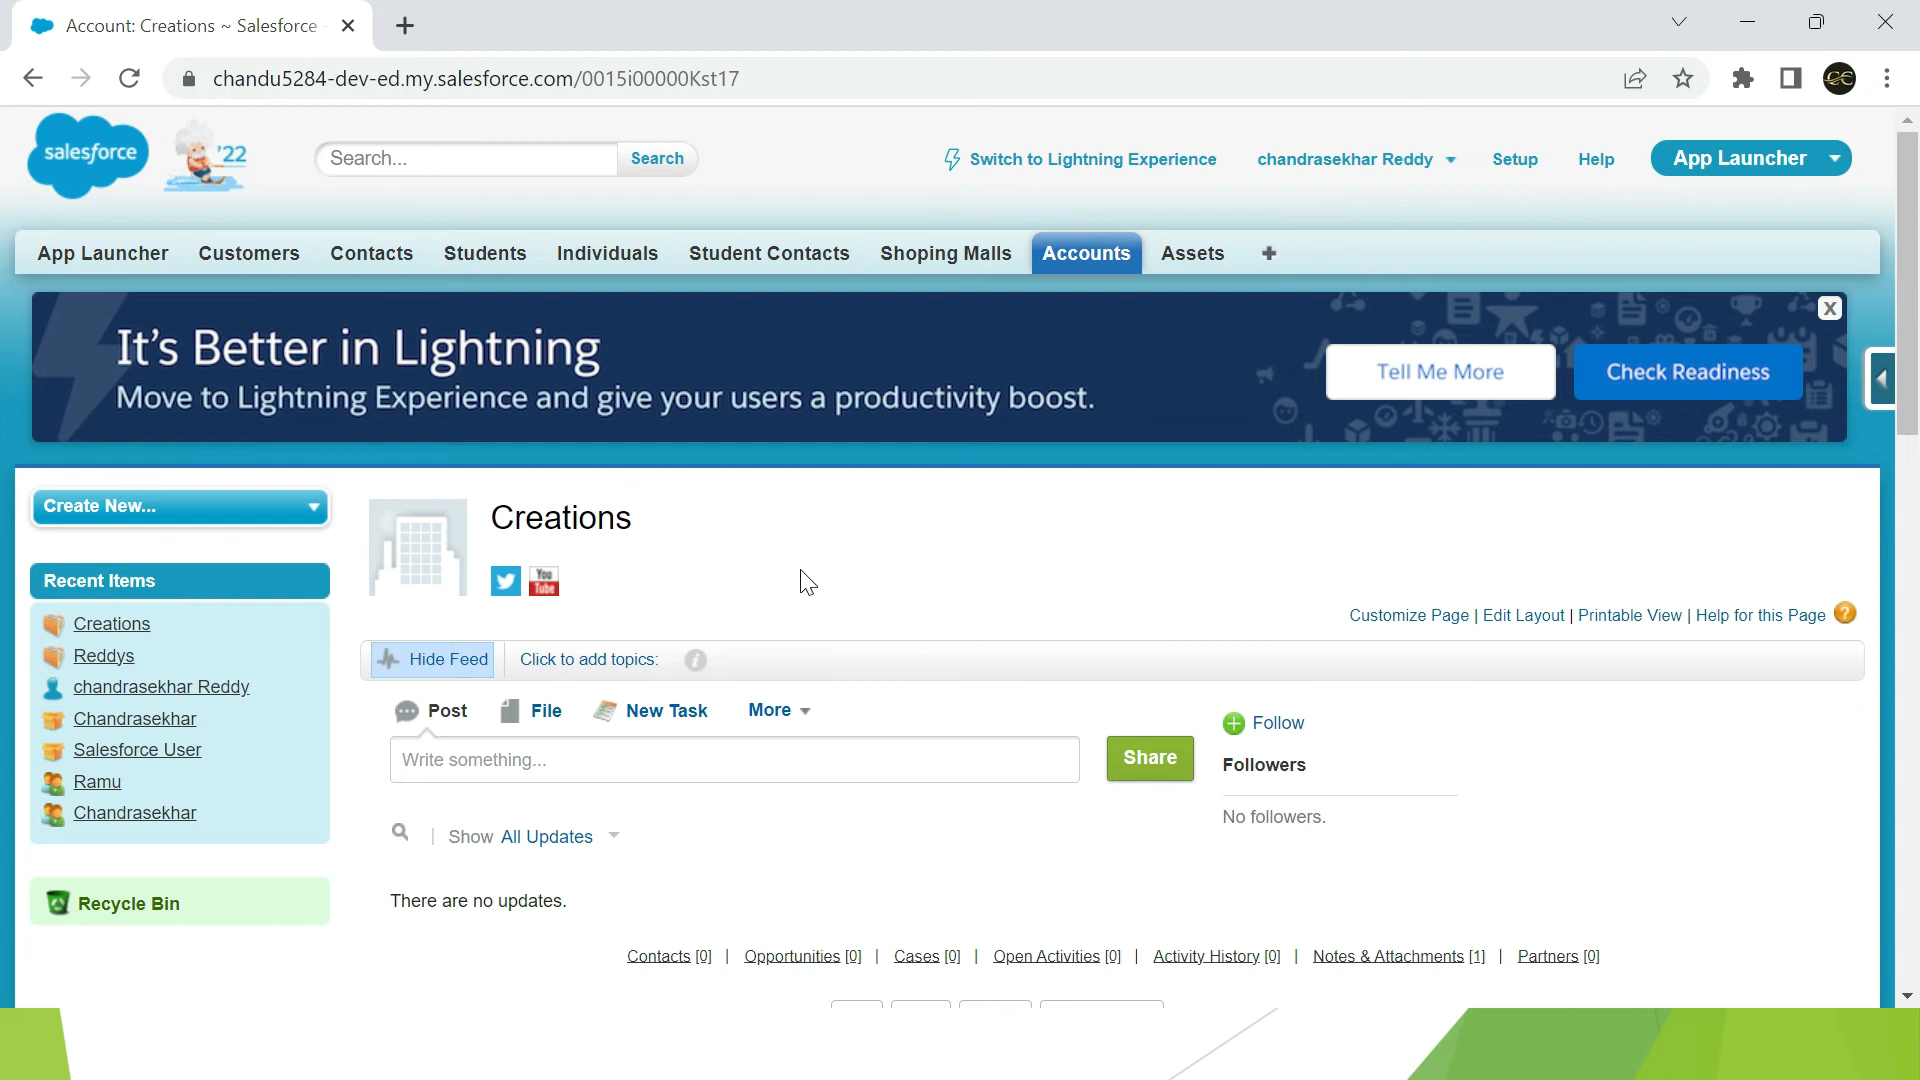 Account: Creations ~ Salesforce
chandu5284-dev-ed.my.salesforce.com/0015i00000Kst17
salesforce
'22
Search...
Search
Switch to Lightning Experience
chandrasekhar Reddy
Setup
Help
App Launcher
App Launcher
Customers
Contacts
Students
Individuals
Student Contacts
Shoping Malls
Accounts
Assets
It's Better in Lightning
Move to Lightning Experience and give your users a productivity boost.
Tell Me More
Check Readiness
X
Create New...
Recent Items
Creations
Reddys
chandrasekhar Reddy
Chandrasekhar
Salesforce User
Ramu
Chandrasekhar
Recycle Bin
Creations
You
Tube
Customize Page | Edit Layout | Printable View | Help for this Page ?
Hide Feed
Click to add topics:
i
Post
File
New Task
More
Write something...
Share
Follow
Followers
No followers.
Show All Updates
There are no updates.
Contacts [0] | Opportunities [0] | Cases [0] | Open Activities [0] | Activity History [0] | Notes & Attachments [1] | Partners [0]